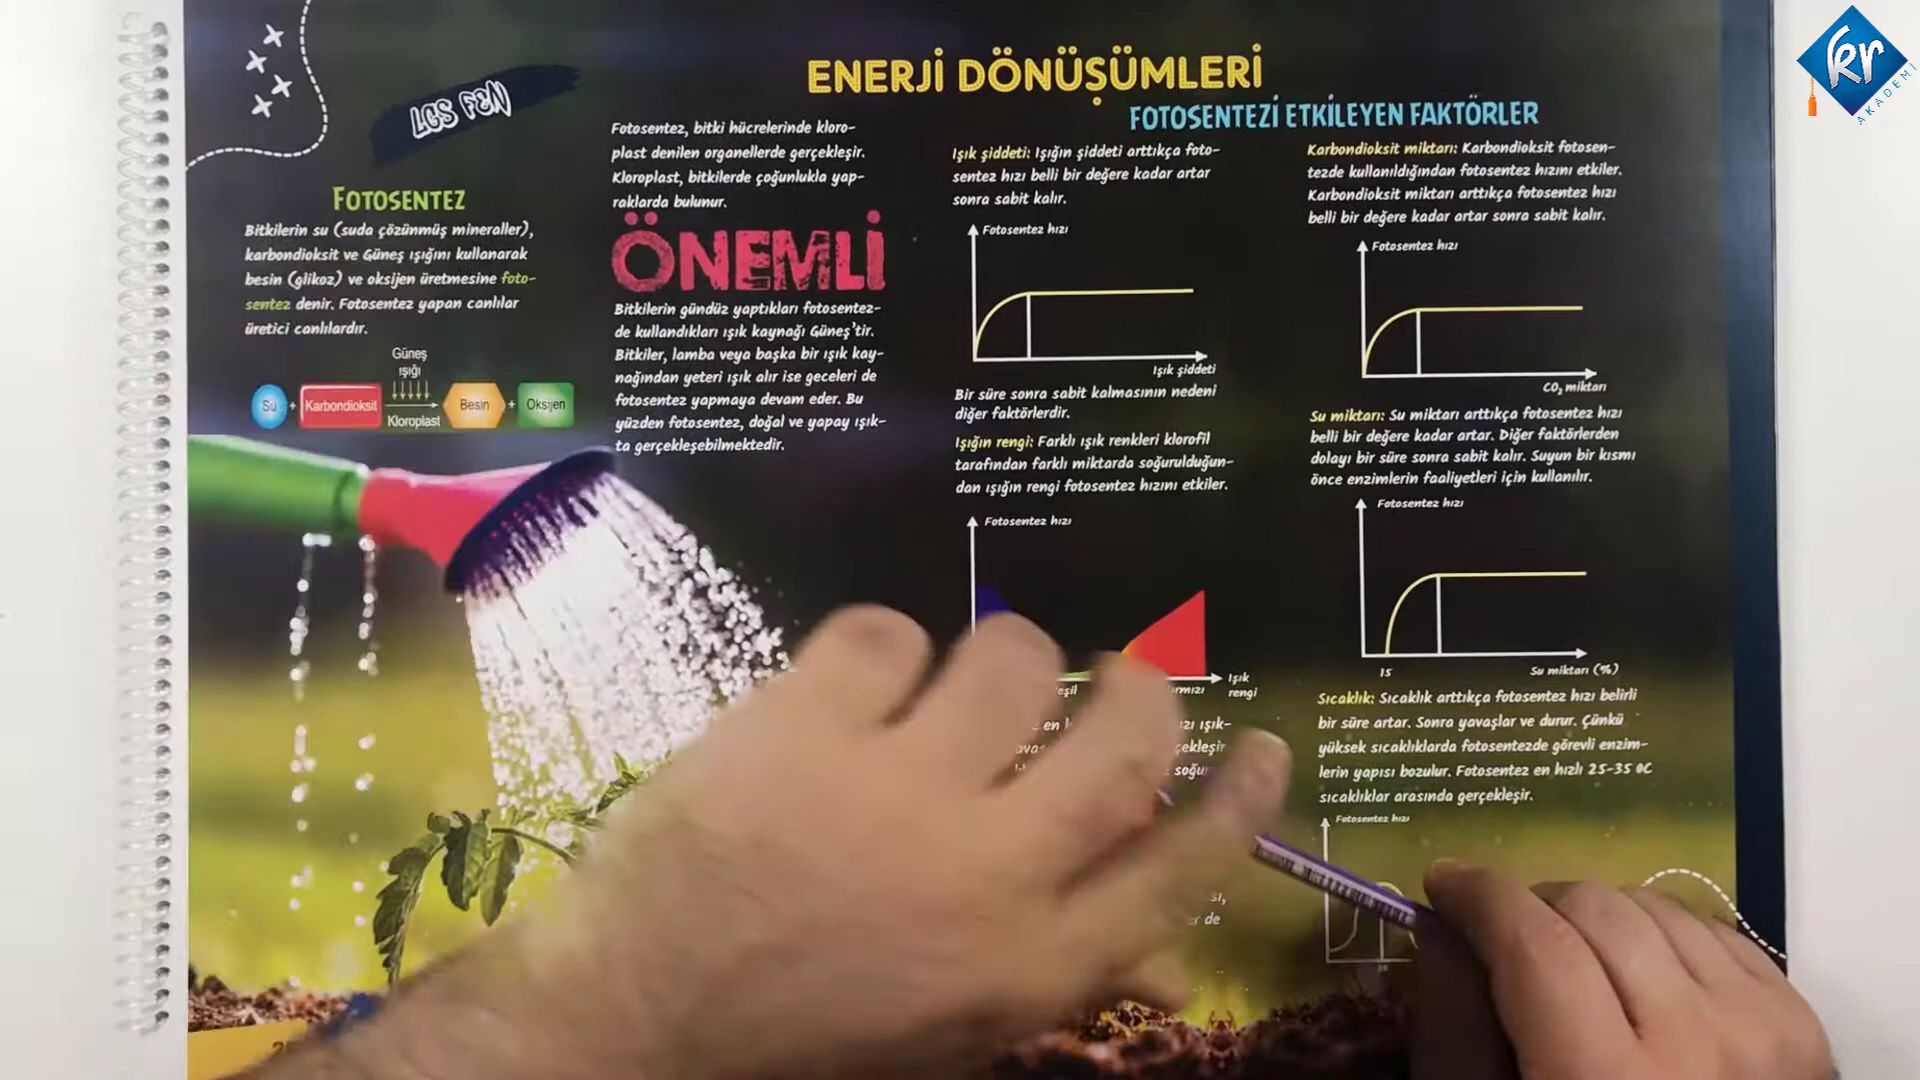 kr
AKADEMİ
ENERJİ DÖNÜŞÜMLERİ
LGS FEN
FOTOSENTEZ
Bitkilerin su (suda çözünmüş mineraller),
karbondioksit ve Güneş ışığını kullanarak
besin (glikoz) ve oksijen üretmesine foto-
sentez denir. Fotosentez yapan canlılar
üretici canlılardır.
Güneş
ışığı
Su + Karbondioksit Besin + Oksijen
Kloroplast
Fotosentez, bitki hücrelerinde kloro-
plast denilen organellerde gerçekleşir.
Kloroplast, bitkilerde çoğunlukla yap-
raklarda bulunur.
ÖNEMLİ
Bitkilerin gündüz yaptıkları fotosentez-
de kullandıkları ışık kaynağı Güneş'tir.
Bitkiler, lamba veya başka bir ışık kay-
nağından yeteri ışık alır ise geceleri de
fotosentez yapmaya devam eder. Bu
yüzden fotosentez, doğal ve yapay ışık-
ta gerçekleşebilmektedir.
FOTOSENTEZİ ETKİLEYEN FAKTÖRLER
Işık şiddeti: Işığın şiddeti arttıkça foto-
sentez hızı belli bir değere kadar artar
sonra sabit kalır.
Fotosentez hızı
Işık şiddeti
Bir süre sonra sabit kalmasının nedeni
diğer faktörlerdir.
Işığın rengi: Farklı ışık renkleri klorofil
tarafından farklı miktarda soğurulduğun-
dan ışığın rengi fotosentez hızını etkiler.
Fotosentez hızı
Işık
rengi
en
ışık-
de
Karbondioksit miktarı: Karbondioksit fotosen-
tezde kullanıldığından fotosentez hızını etkiler.
Karbondioksit miktarı arttıkça fotosentez hızı
belli bir değere kadar artar sonra sabit kalır.
Fotosentez hızı
CO₂ miktarı
Su miktarı: Su miktarı arttıkça fotosentez hızı
belli bir değere kadar artar. Diğer faktörlerden
dolayı bir süre sonra sabit kalır. Suyun bir kısmı
önce enzimlerin faaliyetleri için kullanılır.
Fotosentez hızı
15 Su miktarı (%)
Sıcaklık: Sıcaklık arttıkça fotosentez hızı belirli
bir süre artar. Sonra yavaşlar ve durur. Çünkü
yüksek sıcaklıklarda fotosentezde görevli enzim-
lerin yapısı bozulur. Fotosentez en hızlı 25-35 0C
sıcaklıklar arasında gerçekleşir.
Fotosentez hızı